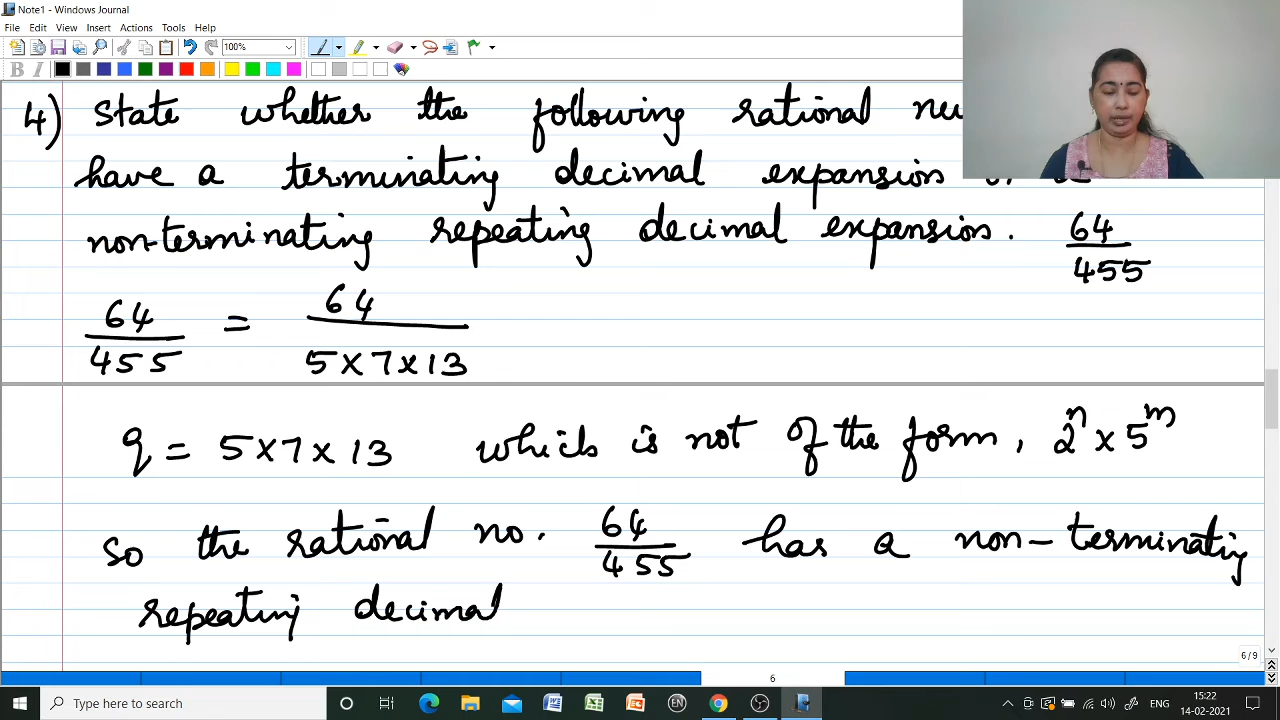 Note1 - Windows Journal
File Edit View Insert Actions Tools Help
100%
B I
4) State whether the following rational
have a terminating decimal expansion
non-terminating repeating decimal expansion. 64/455
64/455 = 64/5×7×13
q = 5×7×13 which is not of the form, 2^n × 5^m
So the rational no. 64/455 has a non-terminating
repeating decimal
6/9
6
Type here to search
ENG
15:22
14-02-2021